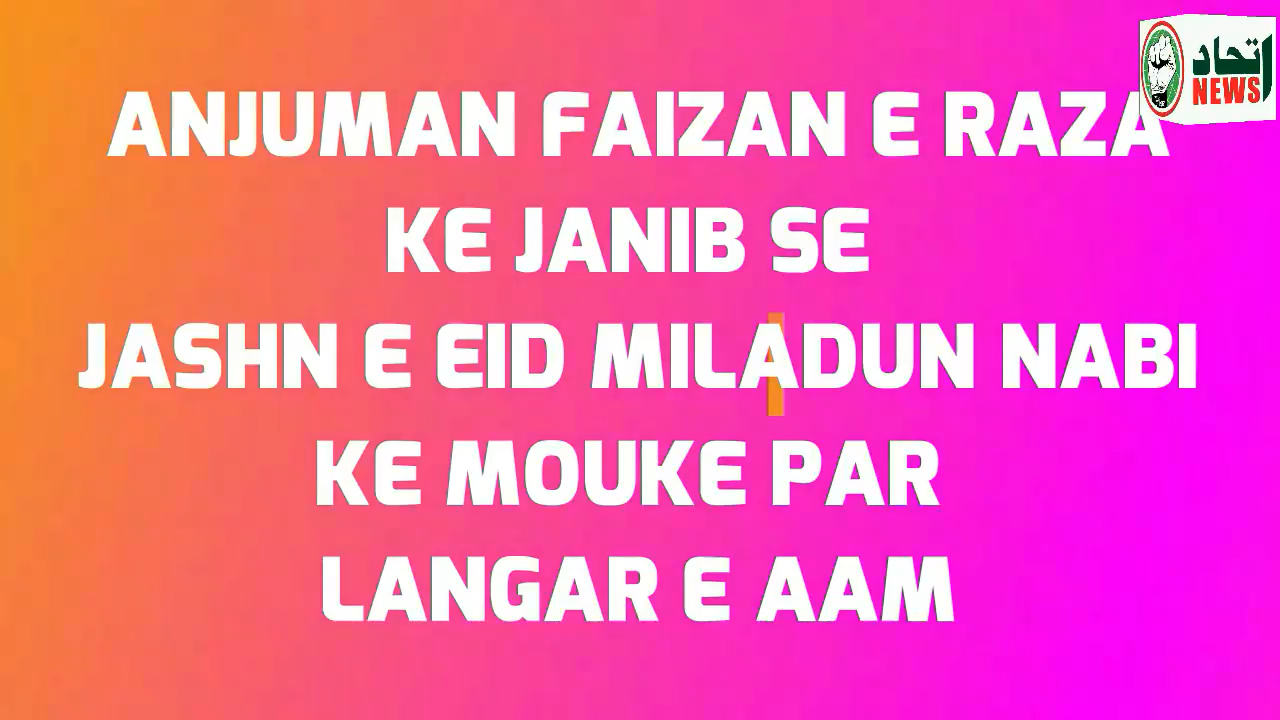 ANJUMAN FAIZAN E RAZA
KE JANIB SE
JASHN E EID MILADUN NABI
KE MOUKE PAR
LANGAR E AAM
اتحاد
NEWS